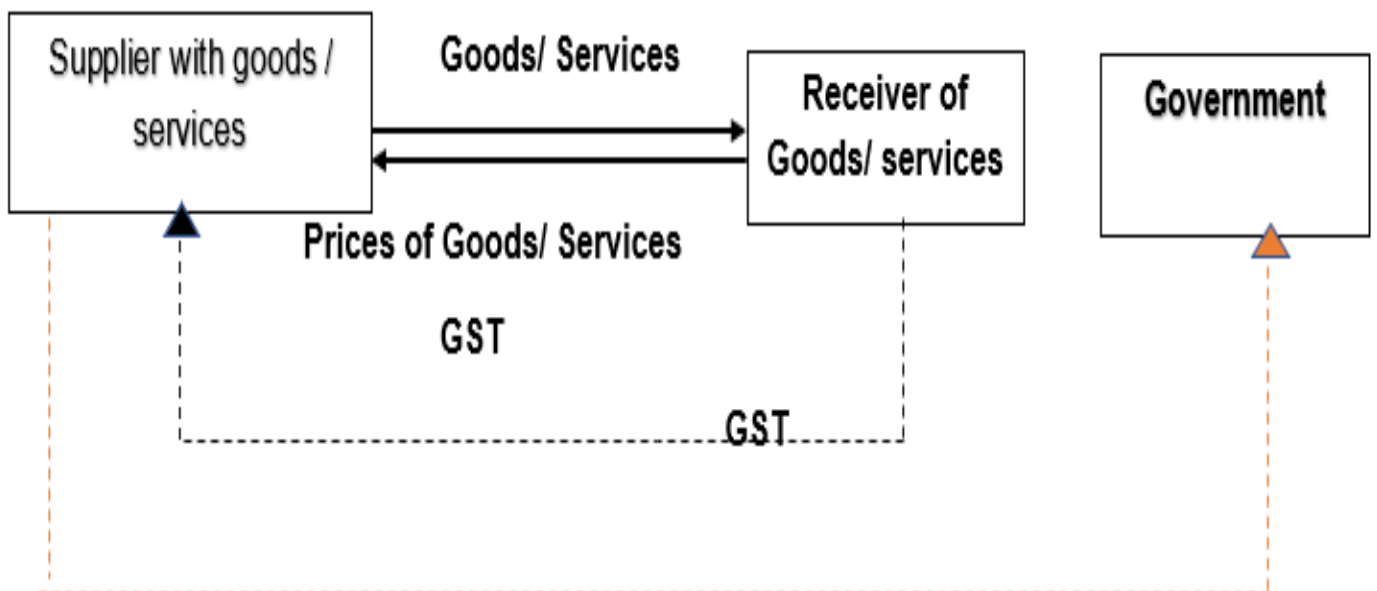 Supplier with goods /
services
Goods/ Services
Receiver of
Goods/ services
Government
Prices of Goods/ Services
GST
GST